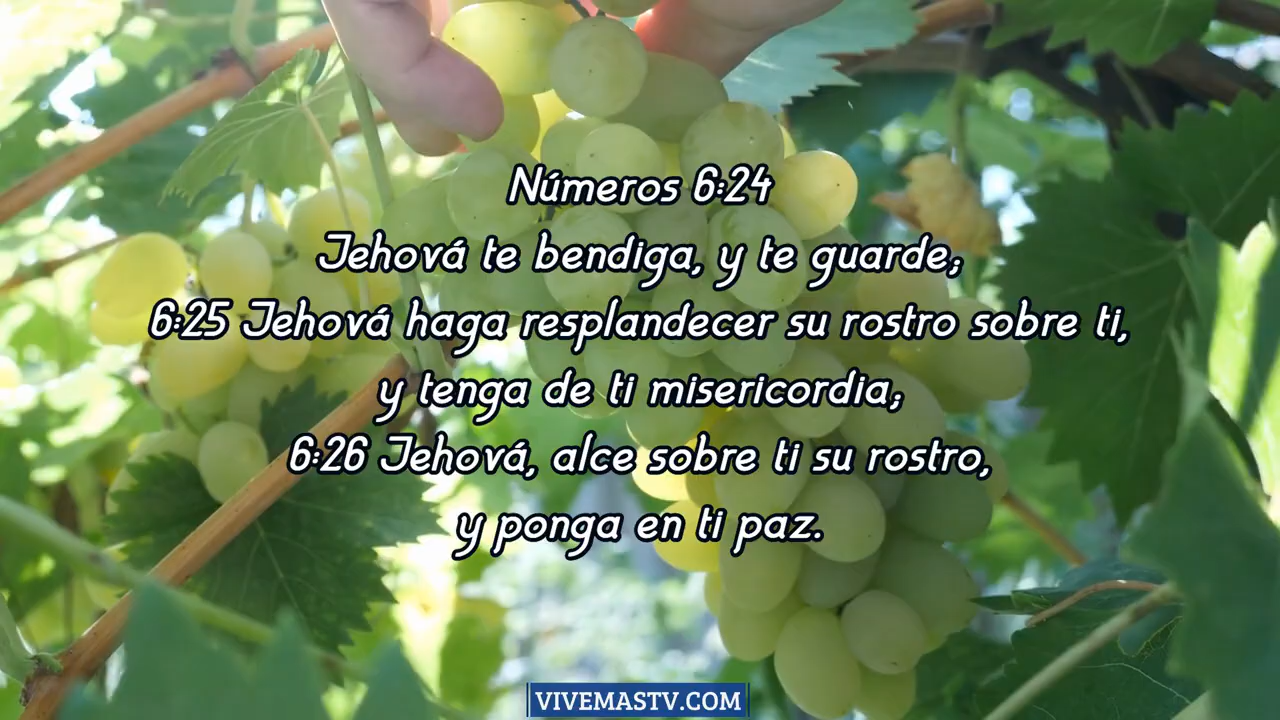 Números 6:24
Jehová te bendiga, y te guarde;
6:25 Jehová haga resplandecer su rostro sobre ti,
y tenga de ti misericordia;
6:26 Jehová, alce sobre ti su rostro,
y ponga en ti paz.
VIVEMASTV.COM